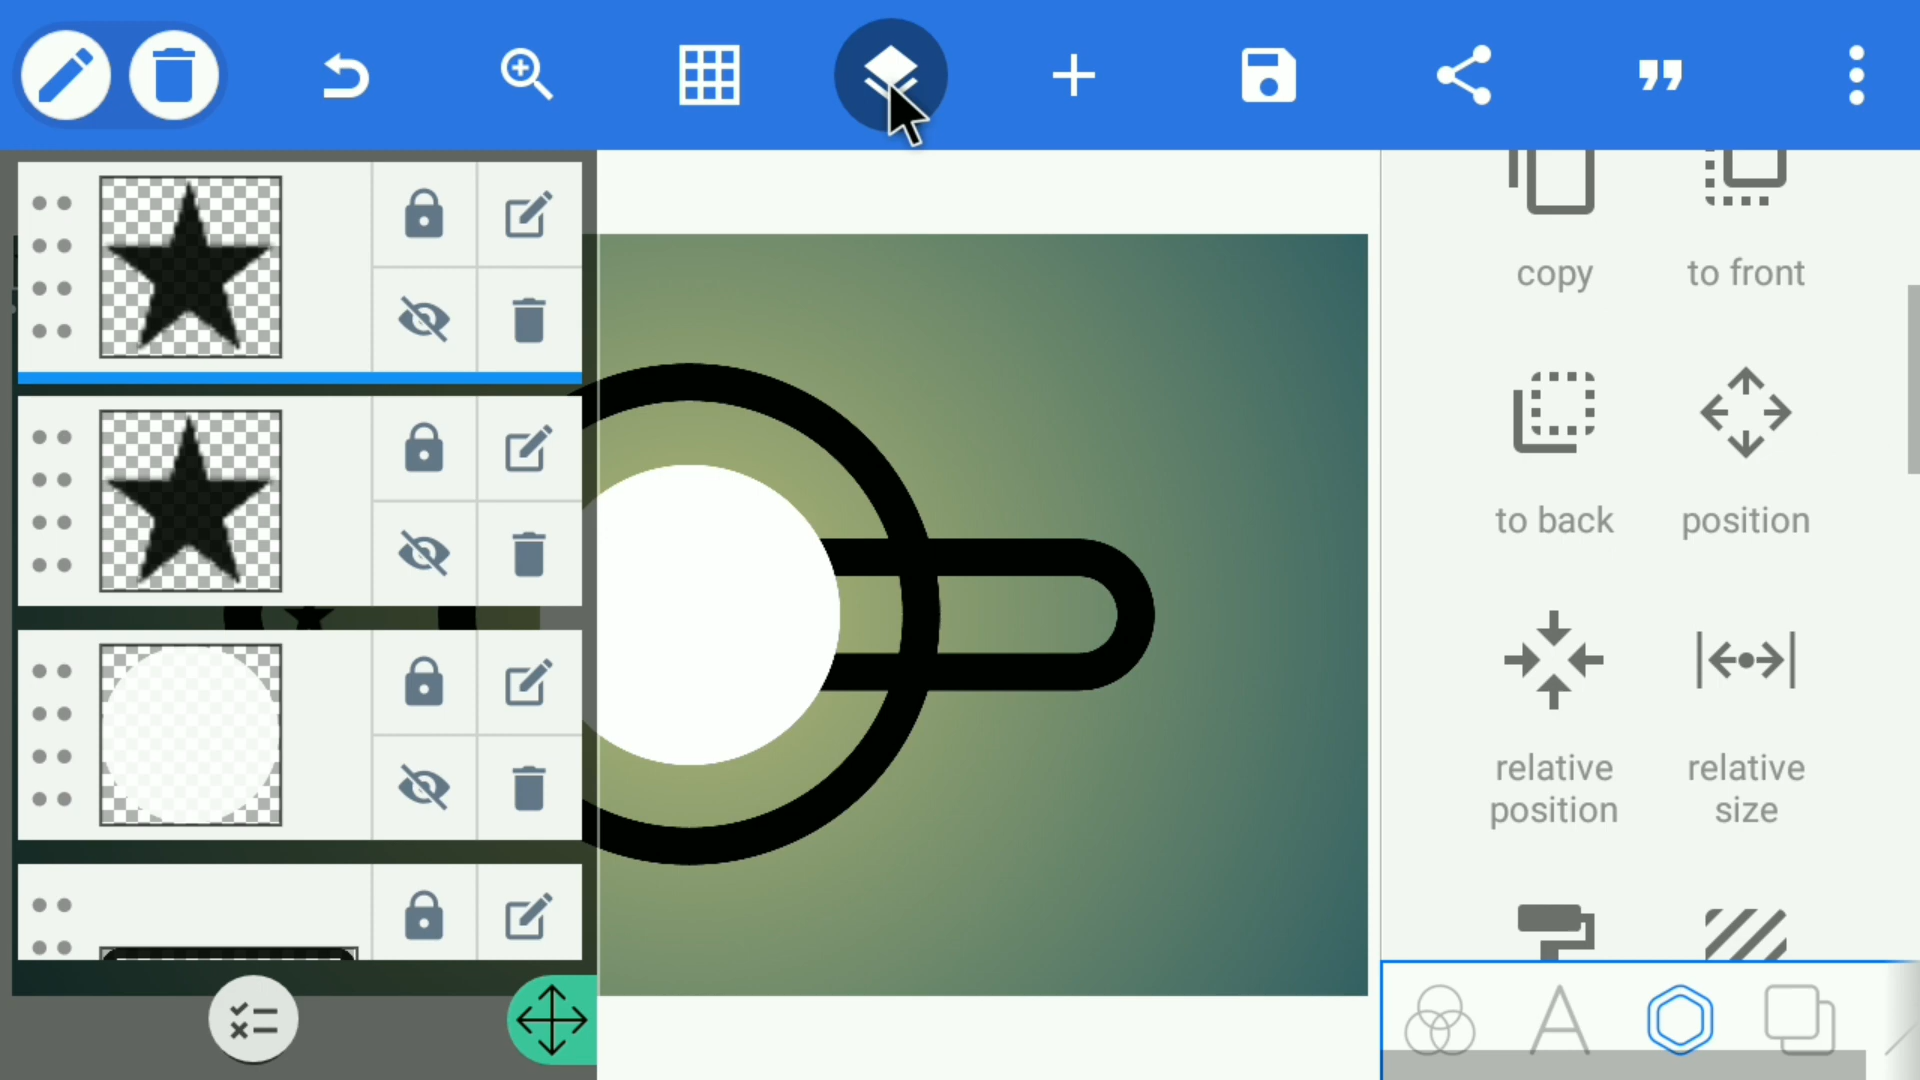 copy
to front
to back
position
relative
position
relative
size